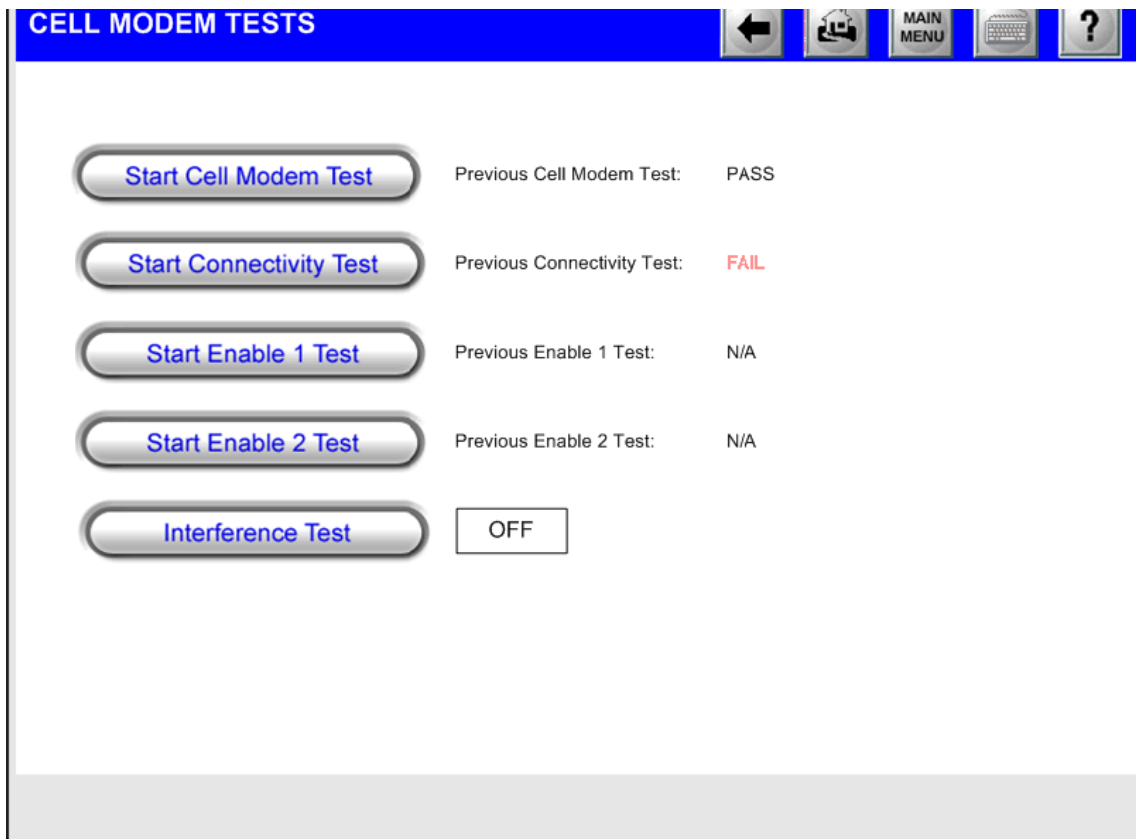 CELL MODEM TESTS
MAIN
MENU
?
Start Cell Modem Test Previous Cell Modem Test: PASS
Start Connectivity Test Previous Connectivity Test: FAIL
Start Enable 1 Test Previous Enable 1 Test: N/A
Start Enable 2 Test Previous Enable 2 Test: N/A
Interference Test OFF